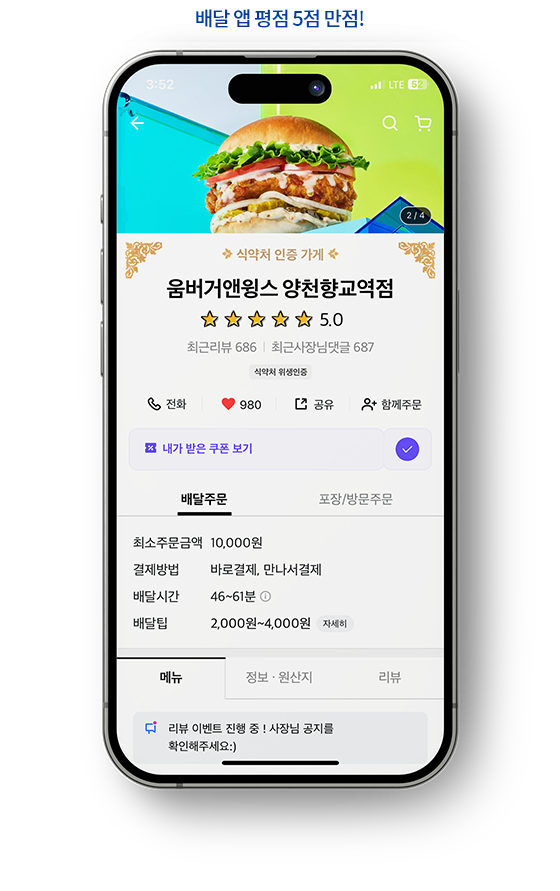 배달 앱 평점 5점 만점!
3:52
LTE 52
2 / 4
식약처 인증 가게
움버거앤윙스 양천향교역점
5.0
최근리뷰 686 | 최근사장님댓글 687
식약처 위생인증
전화 980 공유 함께주문
내가 받은 쿠폰 보기
배달주문 포장/방문주문
최소주문금액 10,000원
결제방법 바로결제, 만나서결제
배달시간 46~61분
배달팁 2,000원~4,000원 자세히
메뉴 정보 · 원산지 리뷰
리뷰 이벤트 진행 중 ! 사장님 공지를
확인해주세요:)